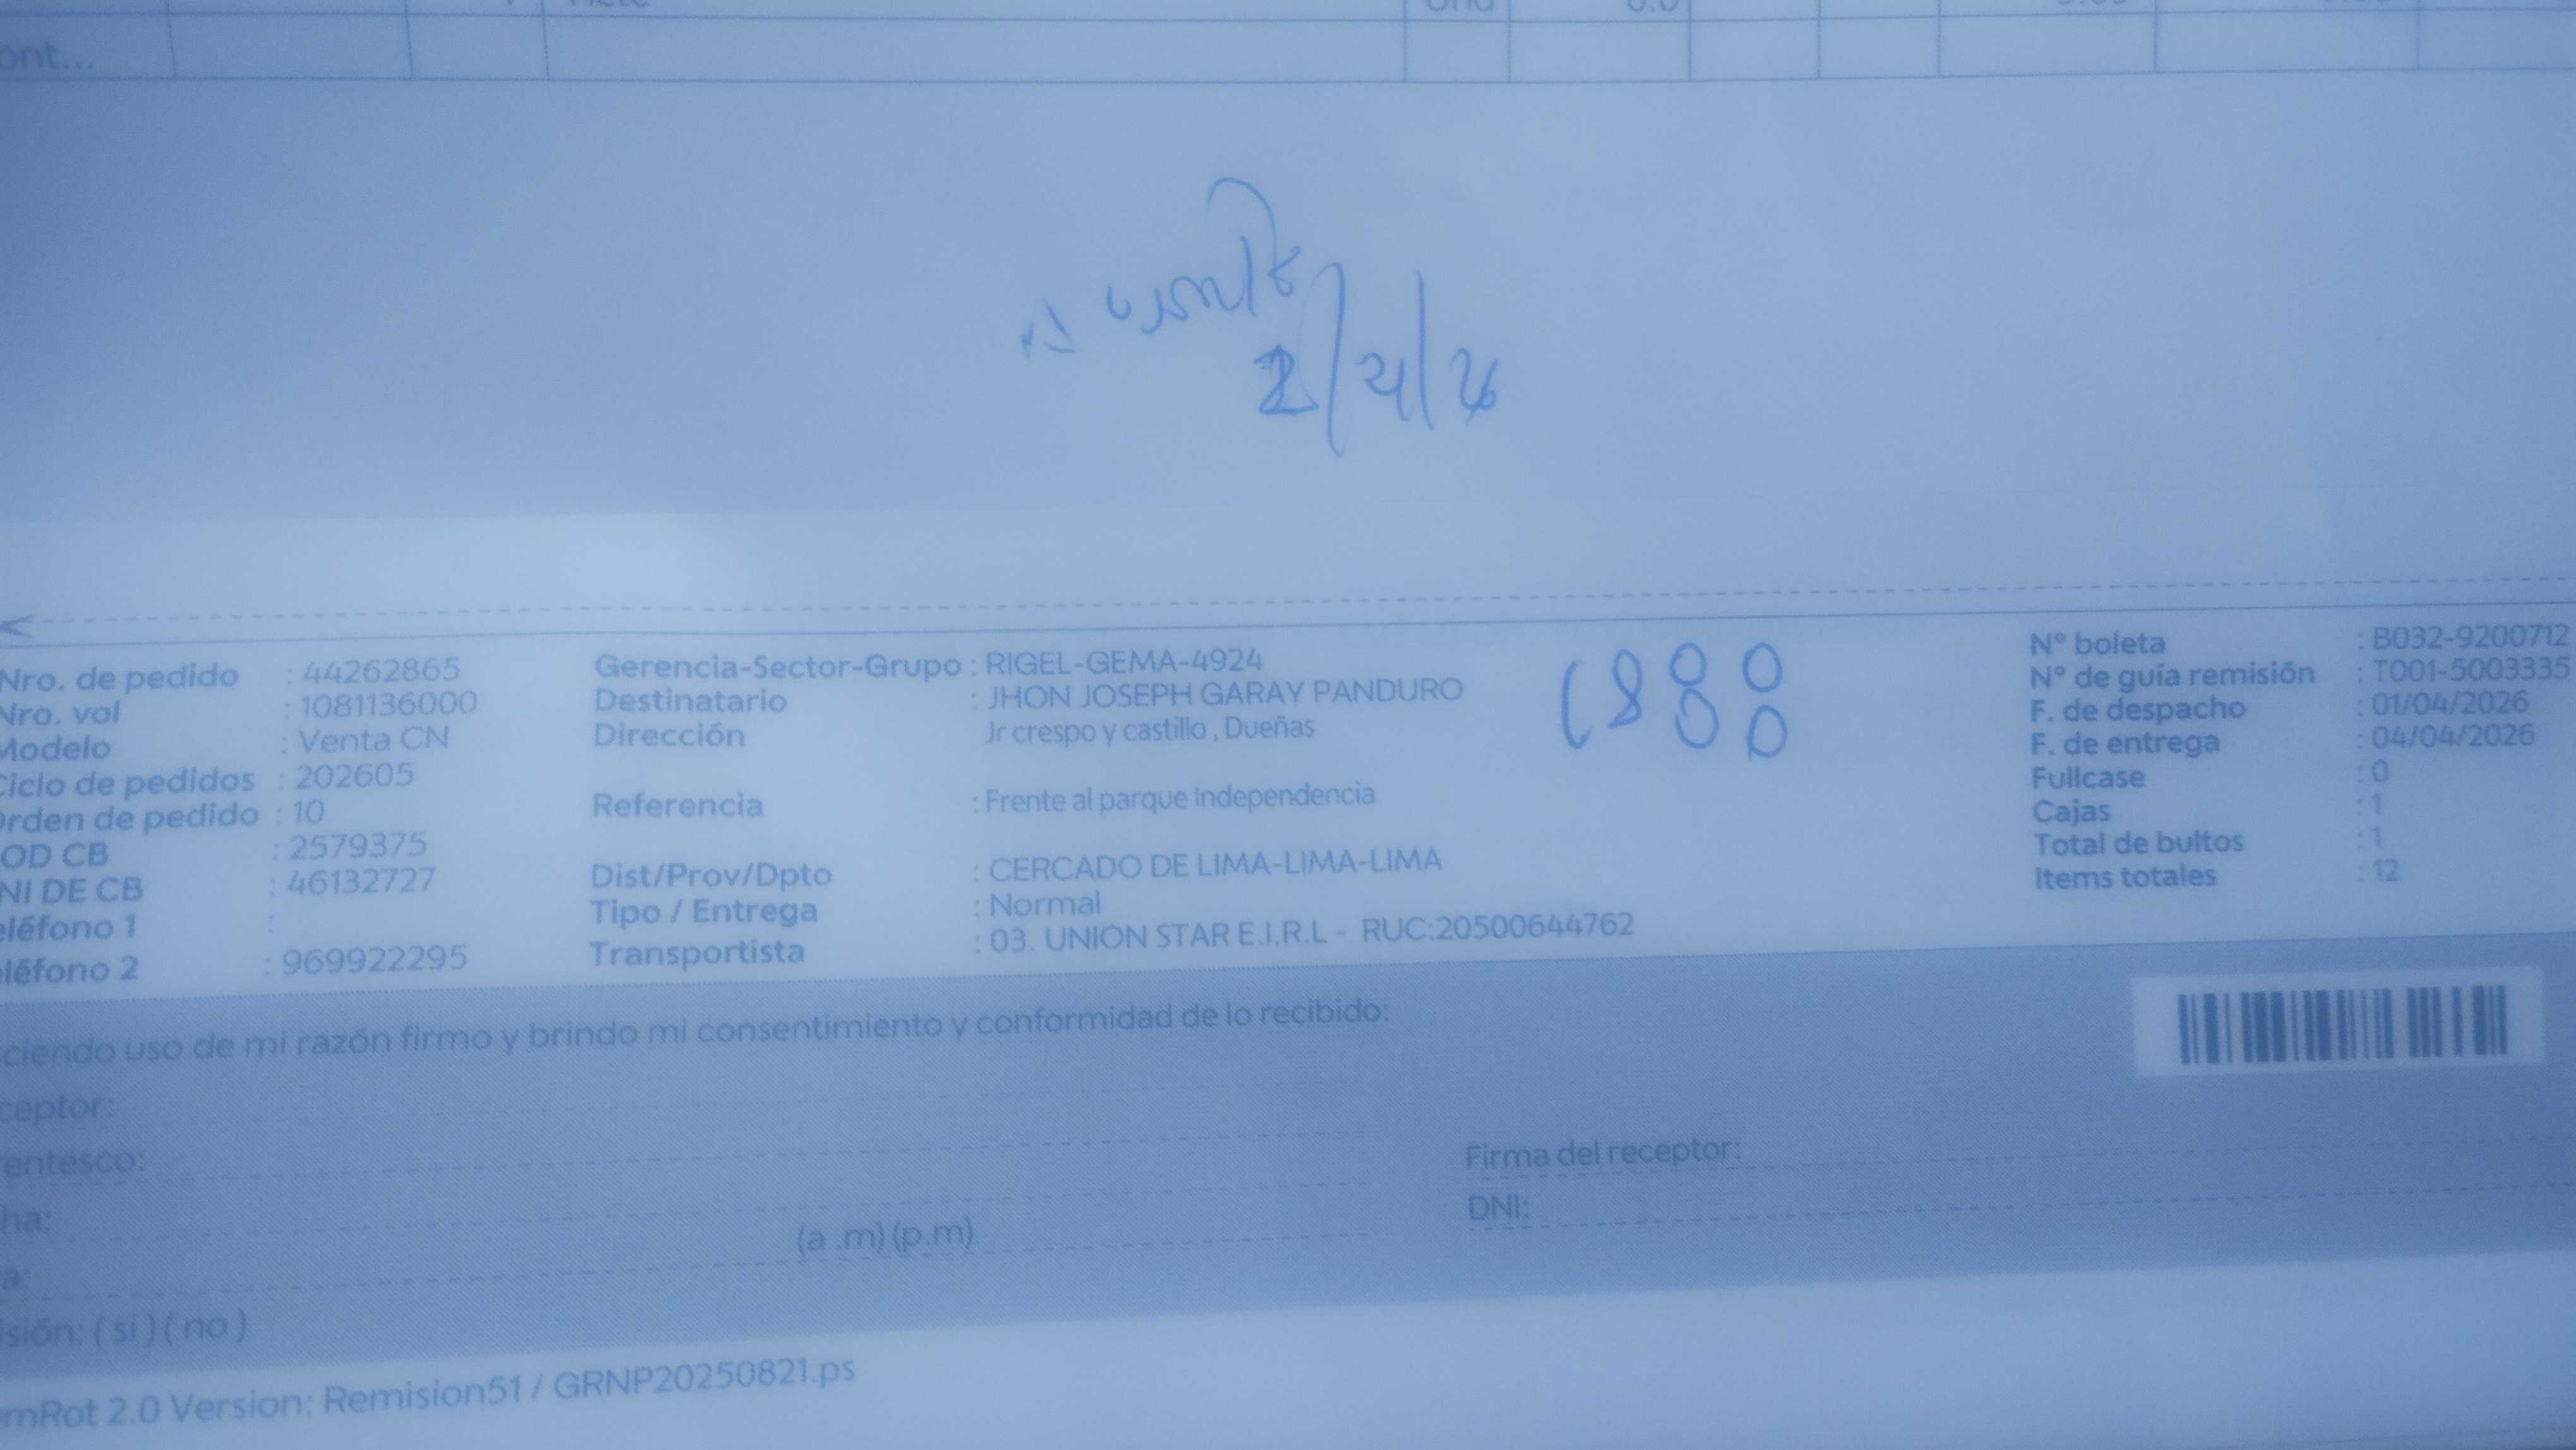 ont...
2/4/26
Nro. de pedido : 44262865
Nro. vol : 1081136000
Modelo : Venta CN
Ciclo de pedidos : 202605
Orden de pedido : 10
OD CB : 2579375
NI DE CB : 46132727
eléfono 1 :
eléfono 2 : 969922295
Gerencia-Sector-Grupo : RIGEL-GEMA-4924
Destinatario : JHON JOSEPH GARAY PANDURO
Dirección Jr crespo y castillo , Dueñas
Referencia : Frente al parque independencia
Dist/Prov/Dpto : CERCADO DE LIMA-LIMA-LIMA
Tipo / Entrega : Normal
Transportista : 03. UNION STAR E.I.R.L - RUC:20500644762
N° boleta : B032-9200712
N° de guía remisión : T001-5003335
F. de despacho : 01/04/2026
F. de entrega : 04/04/2026
Fullcase : 0
Cajas : 1
Total de bultos : 1
Items totales : 12
ciendo uso de mi razón firmo y brindo mi consentimiento y conformidad de lo recibido:
ceptor:
entesco:
ha:
a:
(a .m) (p.m)
Firma del receptor:
DNI:
isión: ( si ) ( no )
mRot 2.0 Version: Remision51 / GRNP20250821.ps